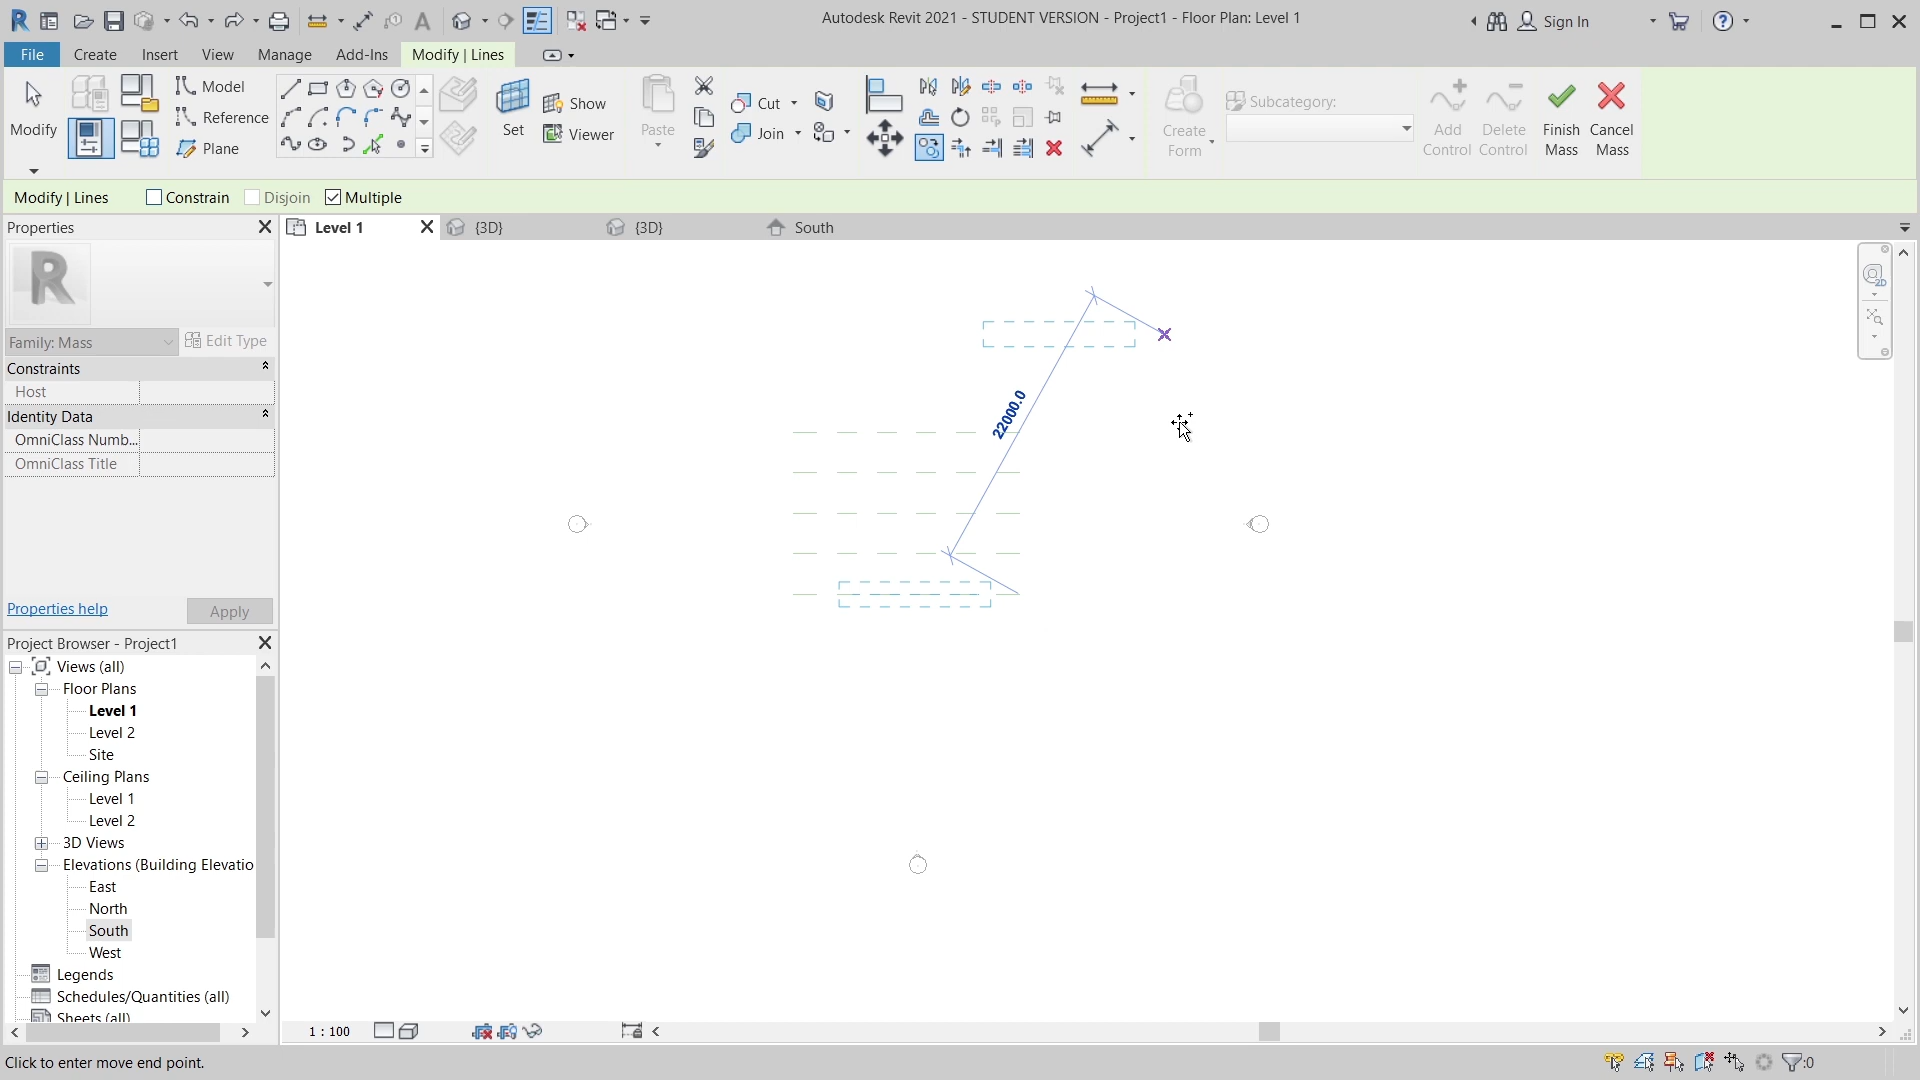 Autodesk Revit 2021 - STUDENT VERSION - Project1 - Floor Plan: Level 1
Sign In
File
Create
Insert
View
Manage
Add-Ins
Modify | Lines
Modify
Model
Reference
Plane
Set
Show
Viewer
Paste
Cut
Join
Create
Form
Subcategory:
Add
Control
Delete
Control
Finish
Mass
Cancel
Mass
Modify | Lines
Constrain
Disjoin
Multiple
Properties
Level 1
{3D}
{3D}
South
R
Family: Mass
Edit Type
Constraints
Host
Identity Data
OmniClass Numb...
OmniClass Title
22000.0
Properties help
Apply
Project Browser - Project1
Views (all)
Floor Plans
Level 1
Level 2
Site
Ceiling Plans
Level 1
Level 2
3D Views
Elevations (Building Elevatio
East
North
South
West
Legends
Schedules/Quantities (all)
Sheets (all)
1 : 100
Click to enter move end point.
:0